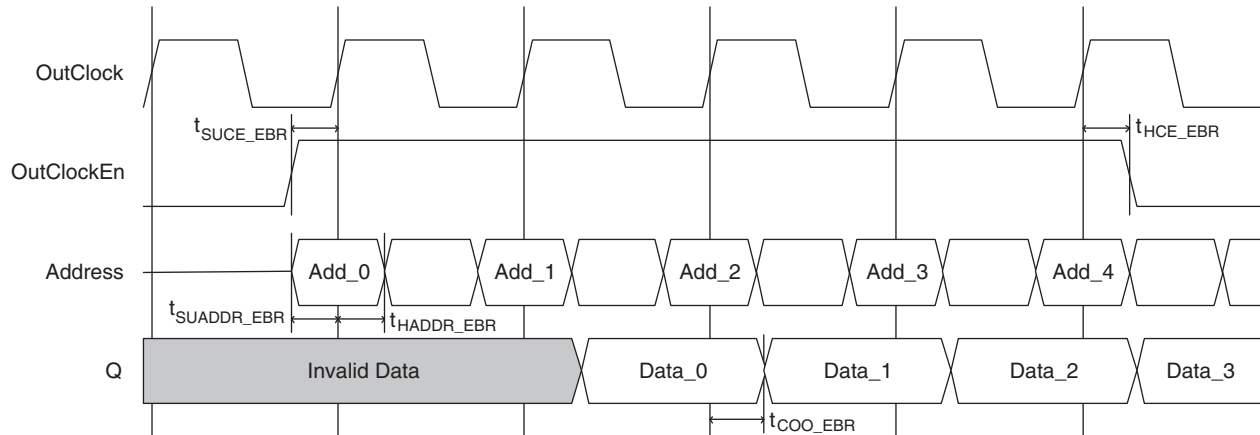 OutClock
tSUCE_EBR
tHCE_EBR
OutClockEn
Address
Add_0
Add_1
Add_2
Add_3
Add_4
tSUADDR_EBR
tHADDR_EBR
Q
Invalid Data
Data_0
Data_1
Data_2
Data_3
tCOO_EBR